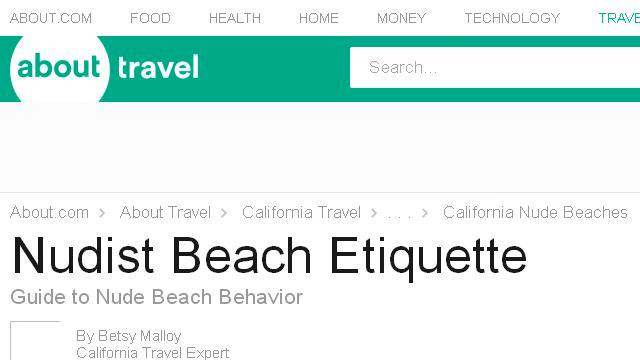 ABOUT.COM FOOD HEALTH HOME MONEY TECHNOLOGY TRAVE
about travel
Search...
About.com > About Travel > California Travel > . . . > California Nude Beaches
Nudist Beach Etiquette
Guide to Nude Beach Behavior
By Betsy Malloy
California Travel Expert